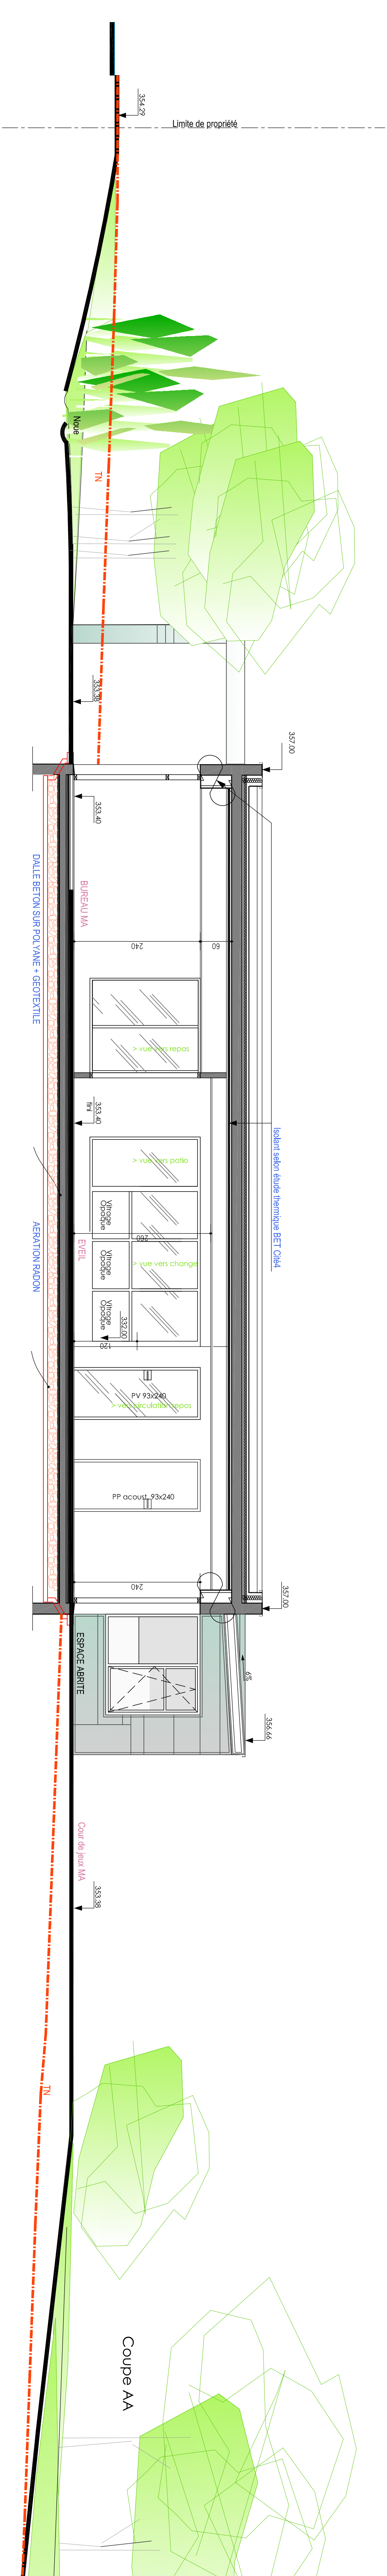 354.29
Limite de propriété
Noue
TN
353.38
357.00
353.40
DALLE BETON SUR POLYANE + GEOTEXTILE
BUREAU MA
240
60
> vue vers repas
353.40
fini
Isolant selon étude thermique BET Cité4
> vue vers patio
AERATION RADON
EVEIL
Vitrage
Opaque
Vitrage
Opaque
Vitrage
Opaque
260
> vue vers change
332.00
120
PV 93x240
PP acoust. 93x240
240
357.00
ESPACE ABRITE
6%
356.66
Cour de jeux MA
353.38
TN
Coupe AA